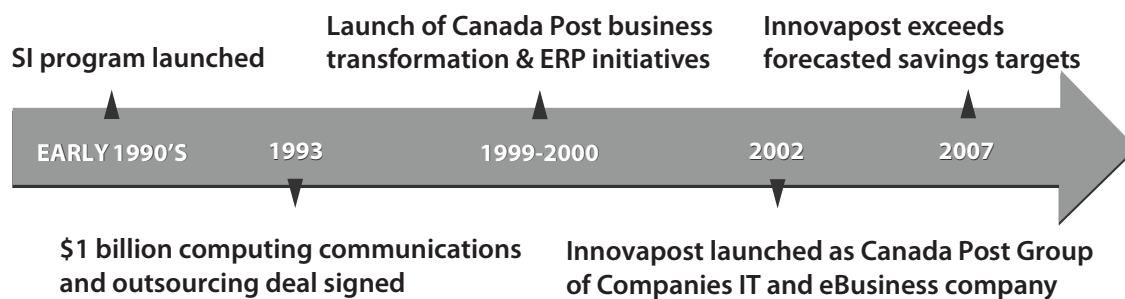 SI program launched
Launch of Canada Post business
transformation & ERP initiatives
Innovapost exceeds
forecasted savings targets
EARLY 1990'S
1993
1999-2000
2002
2007
$1 billion computing communications
and outsourcing deal signed
Innovapost launched as Canada Post Group
of Companies IT and eBusiness company